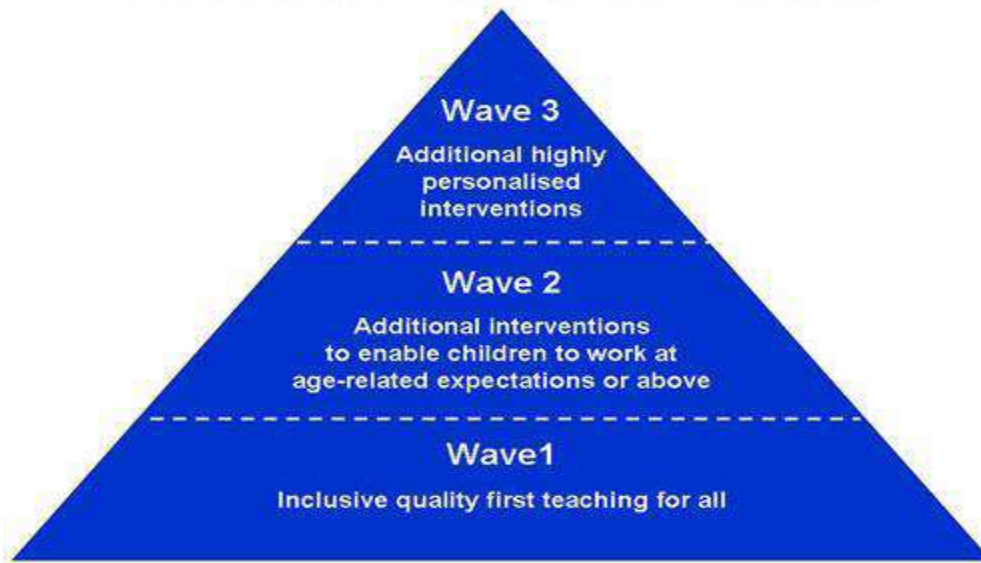 Wave 3
Additional highly
personalised
interventions
Wave 2
Additional interventions
to enable children to work at
age-related expectations or above
Wave1
Inclusive quality first teaching for all